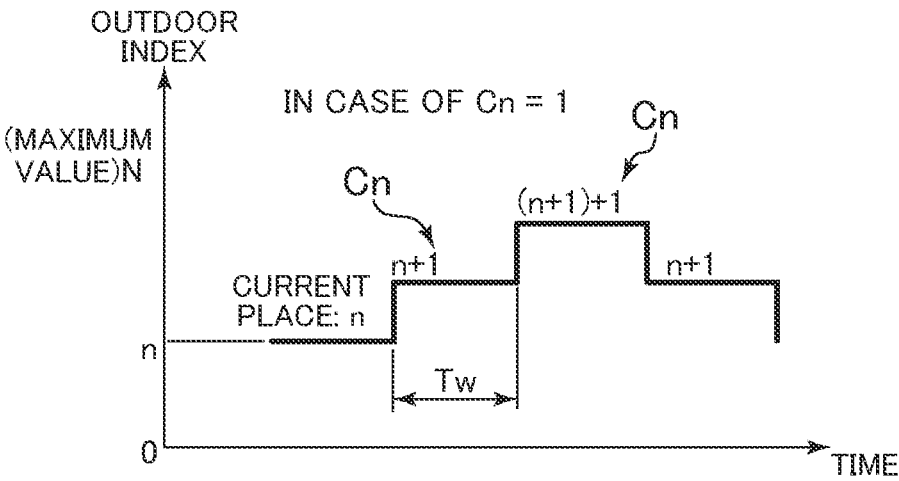 OUTDOOR
INDEX
IN CASE OF Cn = 1
(MAXIMUM
VALUE)N
Cn
Cn
(n+1)+1
n+1
n+1
CURRENT
PLACE: n
n
Tw
0
TIME